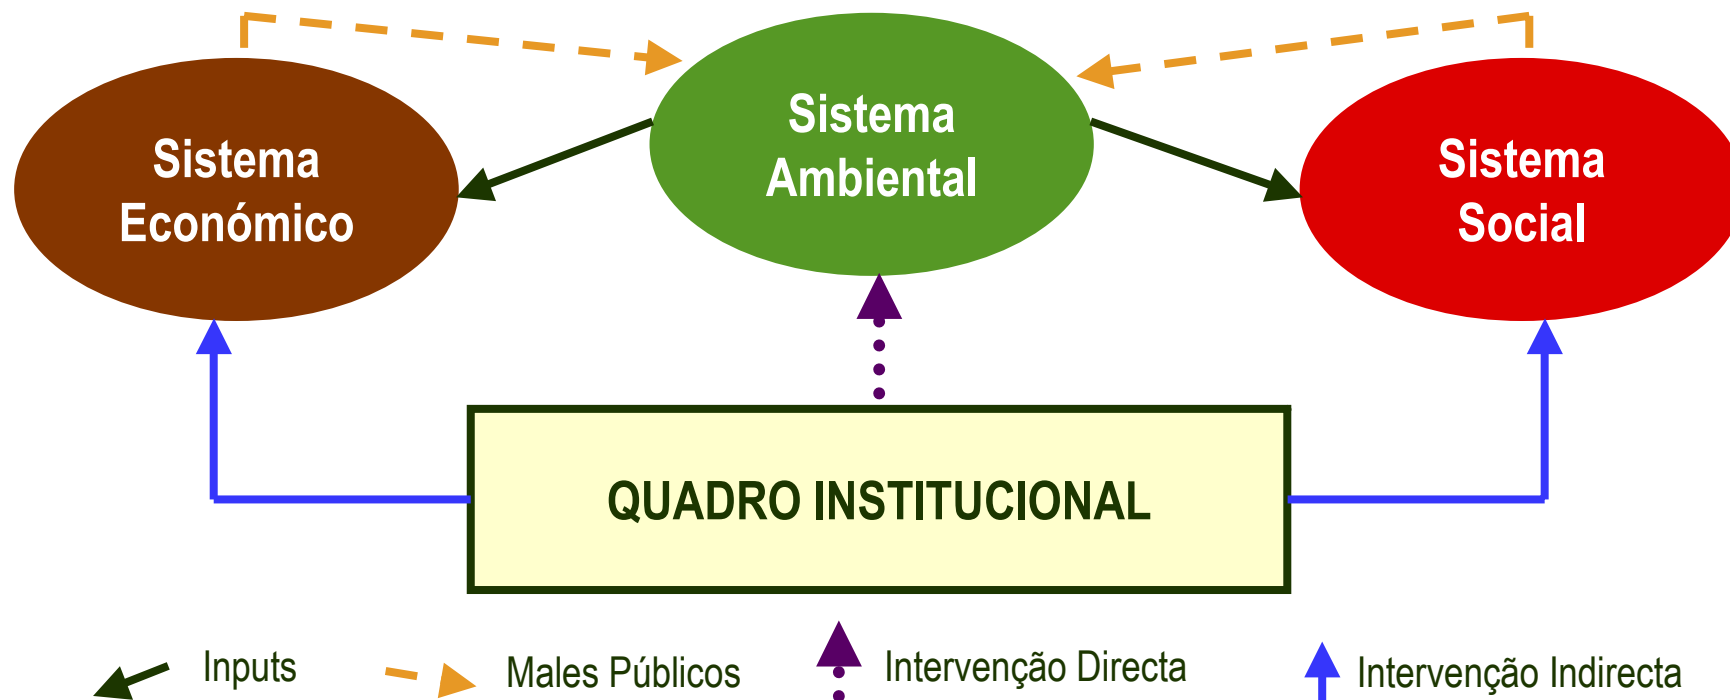 Sistema
Económico
Sistema
Ambiental
Sistema
Social
QUADRO INSTITUCIONAL
Inputs
Males Públicos
Intervenção Directa
Intervenção Indirecta